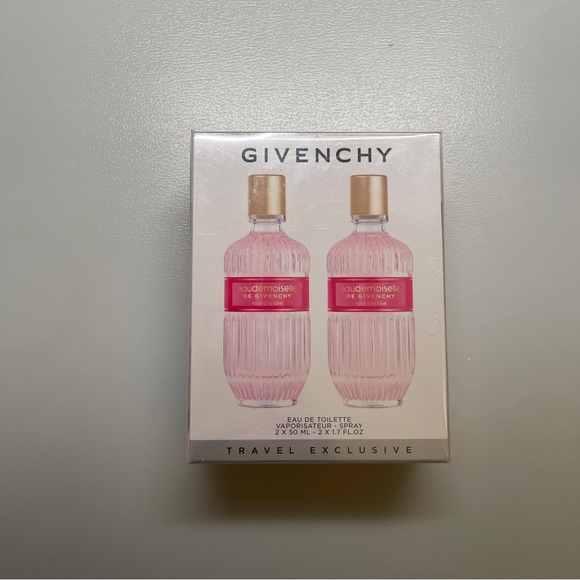 GIVENCHY
eaudemoiselle
DE GIVENCHY
eaudemoiselle
DE GIVENCHY
EAU DE TOILETTE
VAPORISATEUR - SPRAY
2 X 50 ML - 2 X 1.7 FL.OZ
TRAVEL EXCLUSIVE